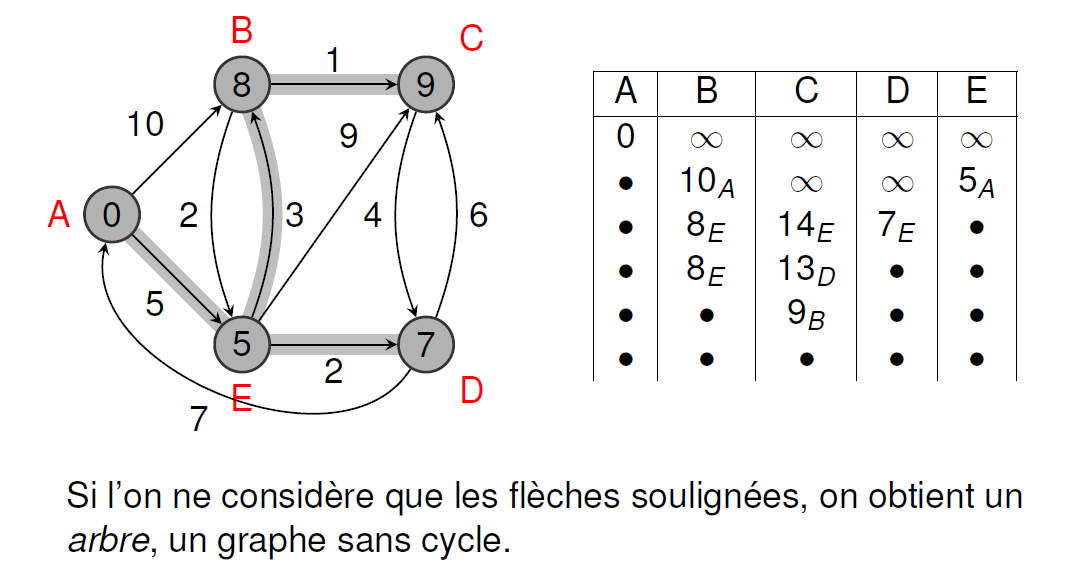 B
C
1
8
9
10
9
A
0
2
3
4
6
5
5
7
2
E
D
7
A B C D E
0 ∞ ∞ ∞ ∞
• 10A ∞ ∞ 5A
• 8E 14E 7E •
• 8E 13D • •
• • 9B • •
• • • • •
Si l'on ne considère que les flèches soulignées, on obtient un
arbre, un graphe sans cycle.